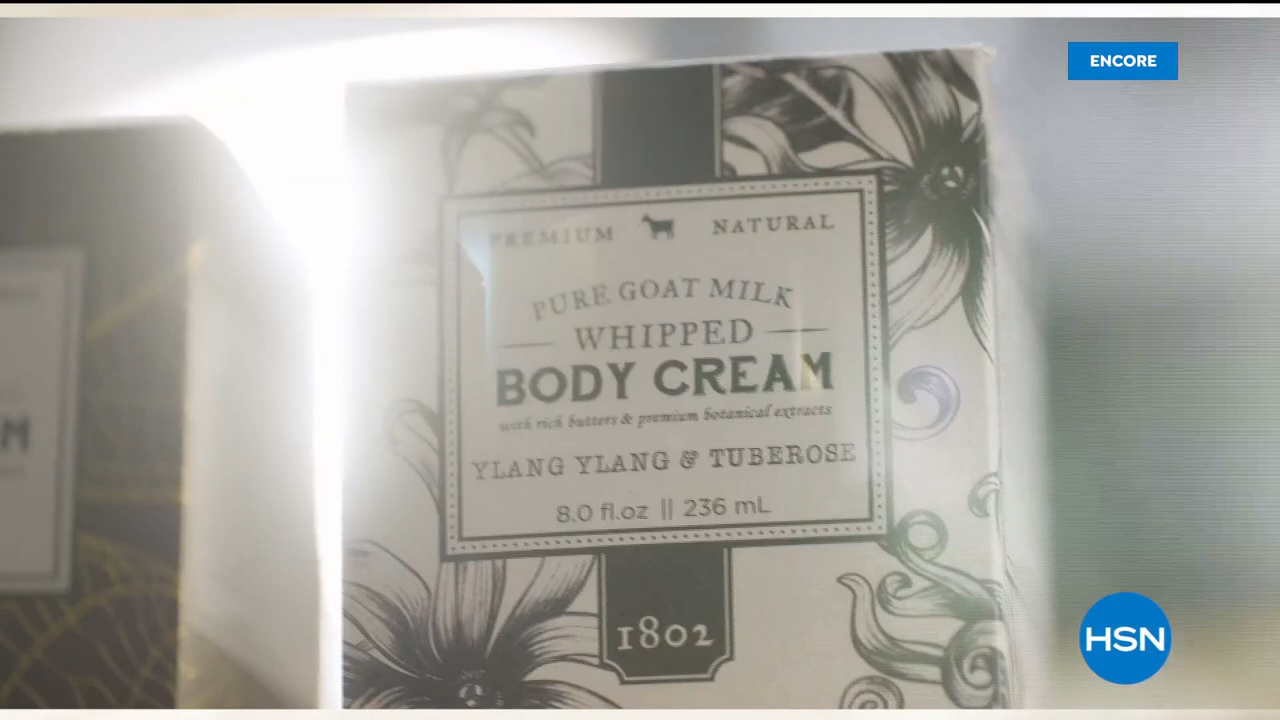 ENCORE
PREMIUM NATURAL
PURE GOAT MILK
WHIPPED
BODY CREAM
with rich butters & premium botanical extracts
YLANG YLANG & TUBEROSE
8.0 fl.oz || 236 mL
1802
HSN